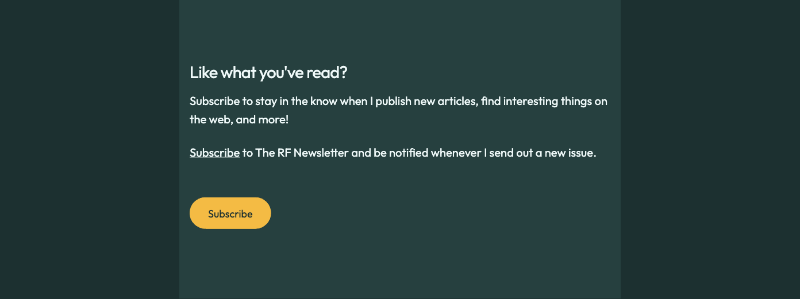 Like what you've read?
Subscribe to stay in the know when I publish new articles, find interesting things on
the web, and more!
Subscribe to The RF Newsletter and be notified whenever I send out a new issue.
Subscribe